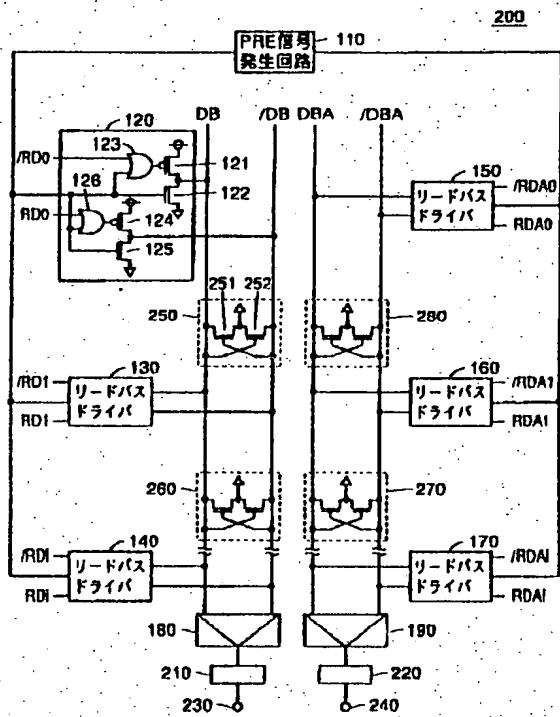 200
PRE信号
発生回路
110
DB
/DB
DBA
/DBA
120
/RD0
123
121
122
126
RD0
124
125
150
リードバス
ドライバ
/RDA0
RDA0
250
251
252
280
/RD1
RD1
130
リードバス
ドライバ
160
リードバス
ドライバ
/RDA1
RDA1
260
270
/RDi
RDi
140
リードバス
ドライバ
170
リードバス
ドライバ
/RDAi
RDAi
180
190
210
220
230
240